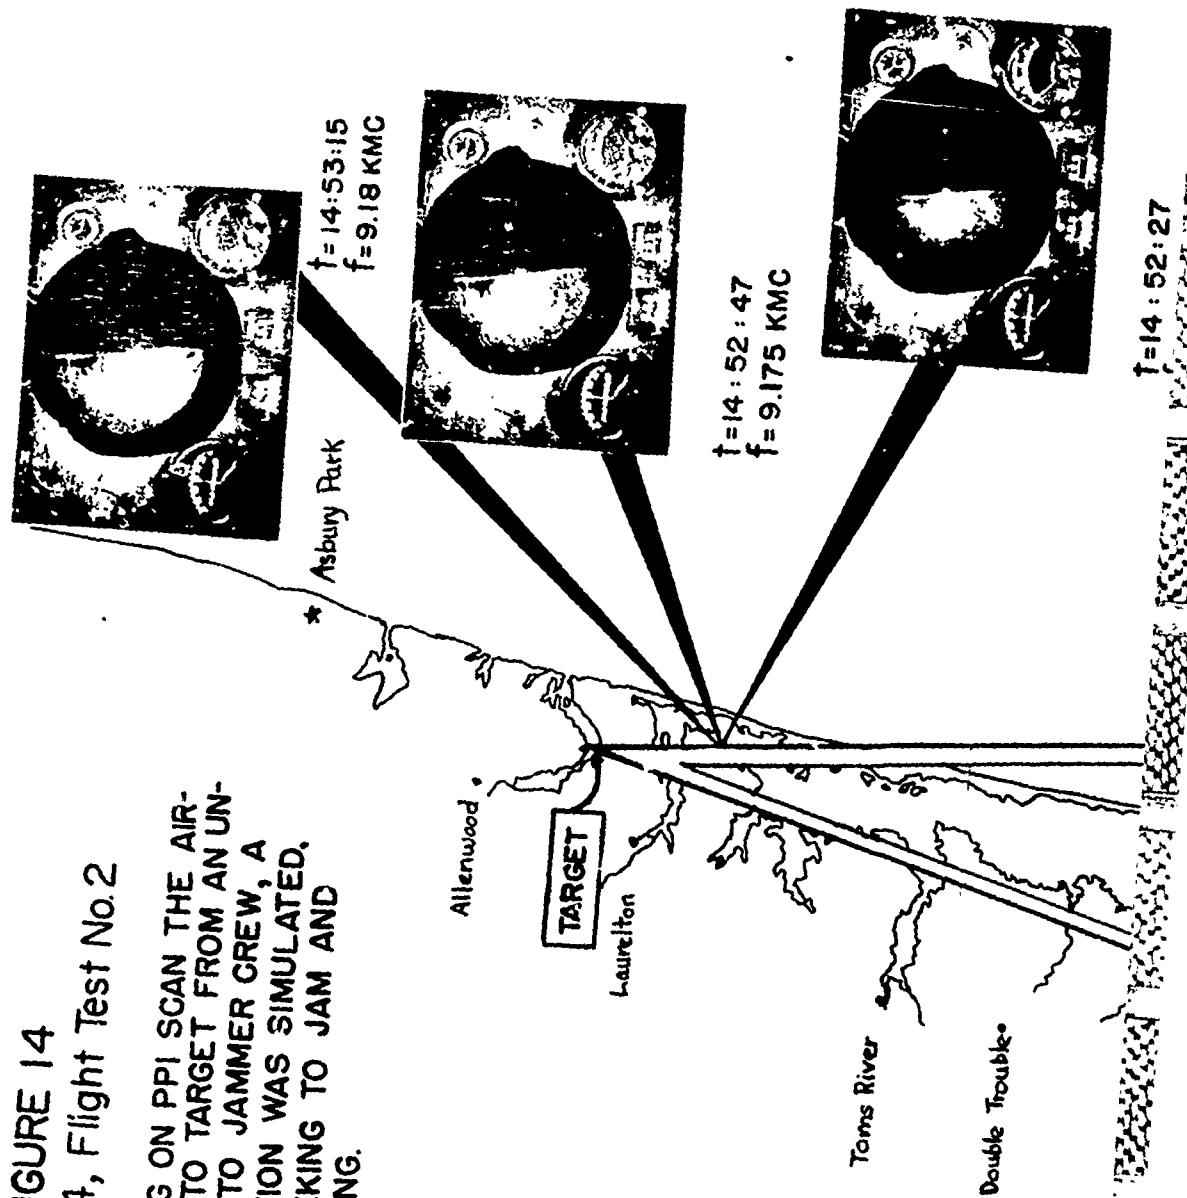 IGURE 14
, Flight Test No.2
G ON PPI SCAN THE AIR-
TO TARGET FROM AN UN-
TO JAMMER CREW, A
ION WAS SIMULATED,
KING TO JAM AND
NG.
t=14:53:15
f=9.18 KMC
t=14:52:47
f=9.175 KMC
t=14:52:27
Asbury Park
Allenwood
TARGET
Laurelton
Toms River
Double Trouble